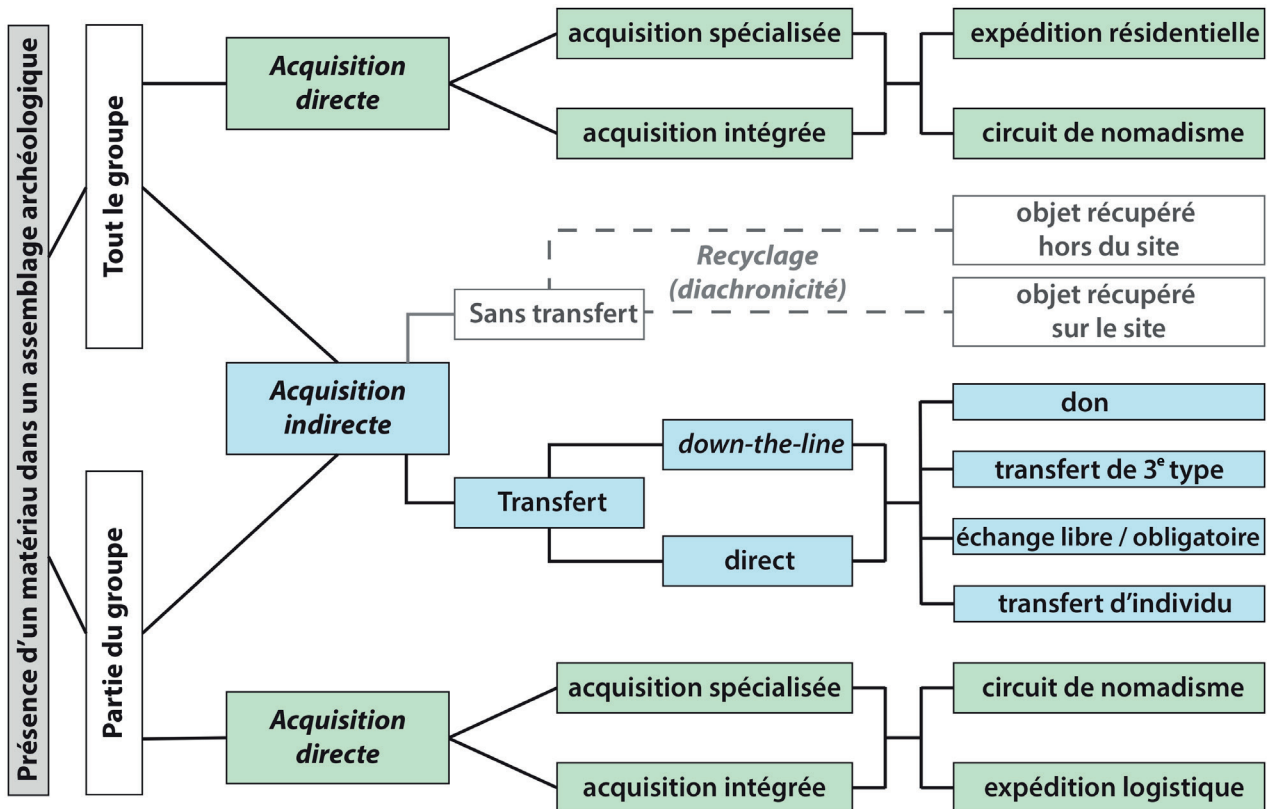 Présence d'un matériau dans un assemblage archéologique
Tout le groupe
Acquisition
directe
acquisition spécialisée
acquisition intégrée
expédition résidentielle
circuit de nomadisme
Acquisition
indirecte
Sans transfert
Recyclage
(diachronicité)
objet récupéré
hors du site
objet récupéré
sur le site
Transfert
down-the-line
direct
don
transfert de 3e type
échange libre / obligatoire
transfert d'individu
Partie du groupe
Acquisition
directe
acquisition spécialisée
acquisition intégrée
circuit de nomadisme
expédition logistique